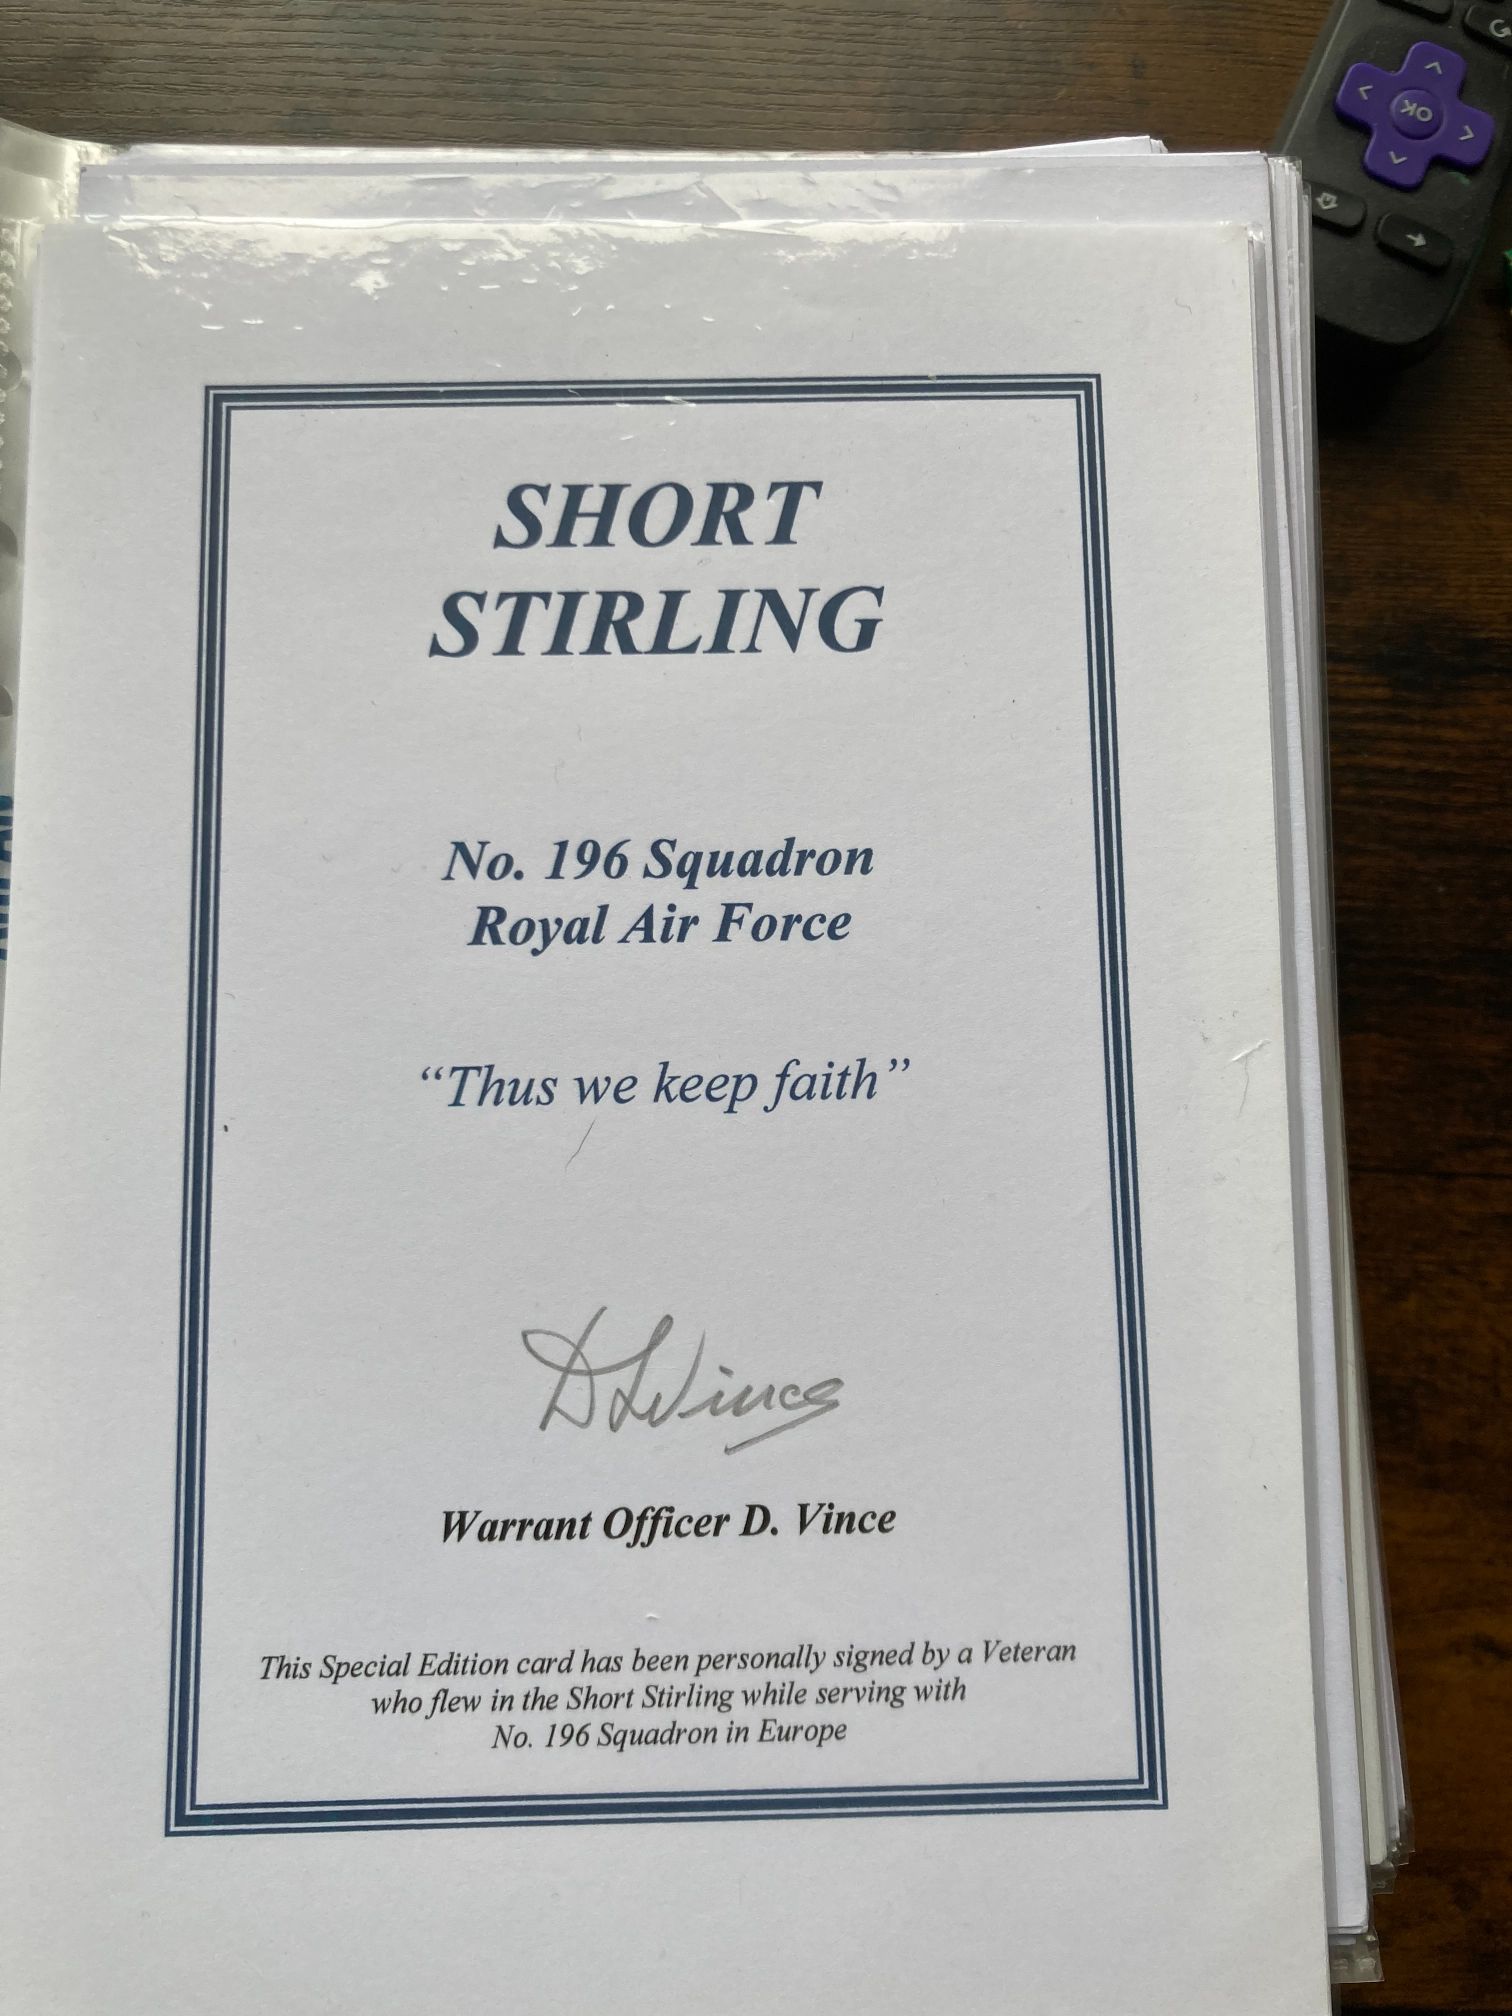 OK
SHORT
STIRLING
No. 196 Squadron
Royal Air Force
“Thus we keep faith”
D L Vince
Warrant Officer D. Vince
This Special Edition card has been personally signed by a Veteran
who flew in the Short Stirling while serving with
No. 196 Squadron in Europe